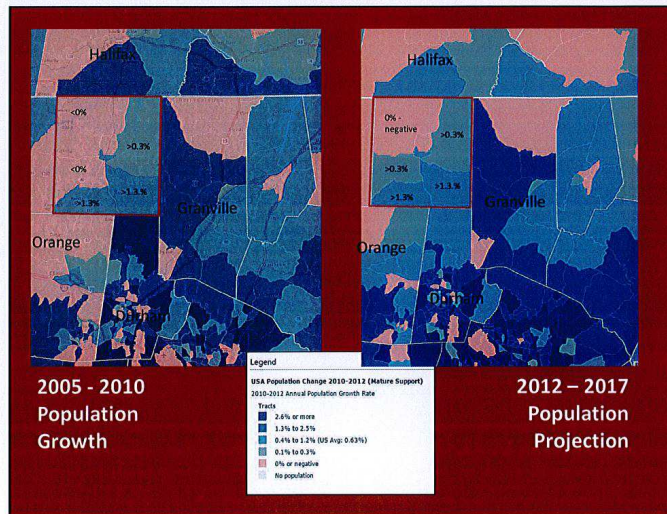 Halifax
<0%
>0.3%
<0%
>1.3.%
>1.3%
Granville
Orange
Durham
2005 - 2010
Population
Growth
Halifax
0% -
negative
>0.3%
>0.3%
>1.3.%
>1.3%
Granville
Orange
Durham
2012 – 2017
Population
Projection
Legend
USA Population Change 2010-2012 (Mature Support)
2010-2012 Annual Population Growth Rate
Tracts
2.6% or more
1.3% to 2.5%
0.4% to 1.2% (US Avg: 0.63%)
0.1% to 0.3%
0% or negative
No population